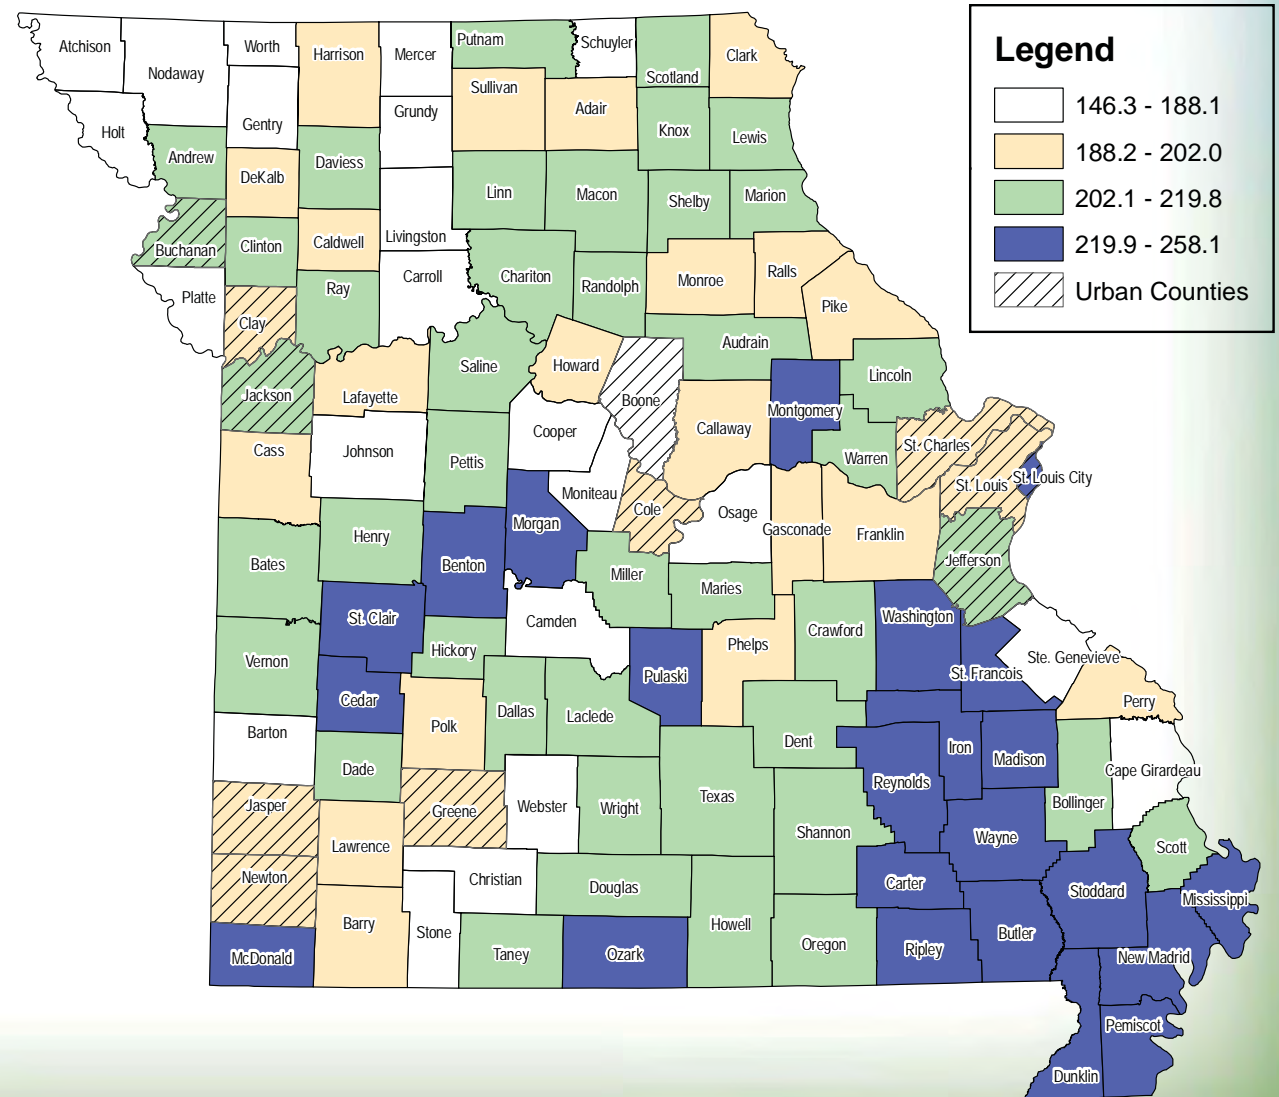 Legend
146.3 - 188.1
188.2 - 202.0
202.1 - 219.8
219.9 - 258.1
Urban Counties
Atchison
Nodaway
Worth
Harrison
Mercer
Putnam
Schuyler
Scotland
Clark
Holt
Gentry
Grundy
Sullivan
Adair
Knox
Lewis
Andrew
DeKalb
Daviess
Linn
Macon
Shelby
Marion
Buchanan
Clinton
Caldwell
Livingston
Chariton
Randolph
Monroe
Ralls
Pike
Platte
Clay
Ray
Carroll
Audrain
Saline
Howard
Boone
Lincoln
Jackson
Lafayette
Callaway
Montgomery
Cass
Johnson
Pettis
Cooper
Warren
St. Charles
St. Louis
St. Louis City
Moniteau
Cole
Osage
Gasconade
Franklin
Henry
Benton
Morgan
Bates
Miller
Maries
Jefferson
St. Clair
Camden
Hickory
Pulaski
Phelps
Crawford
Washington
St. Francois
Ste. Genevieve
Vernon
Cedar
Polk
Dallas
Laclede
Perry
Barton
Dade
Dent
Iron
Madison
Reynolds
Bollinger
Cape Girardeau
Jasper
Greene
Webster
Wright
Texas
Shannon
Wayne
Scott
Lawrence
Newton
Christian
Douglas
Carter
Stoddard
Mississippi
McDonald
Barry
Stone
Taney
Ozark
Howell
Oregon
Ripley
Butler
New Madrid
Pemiscot
Dunklin